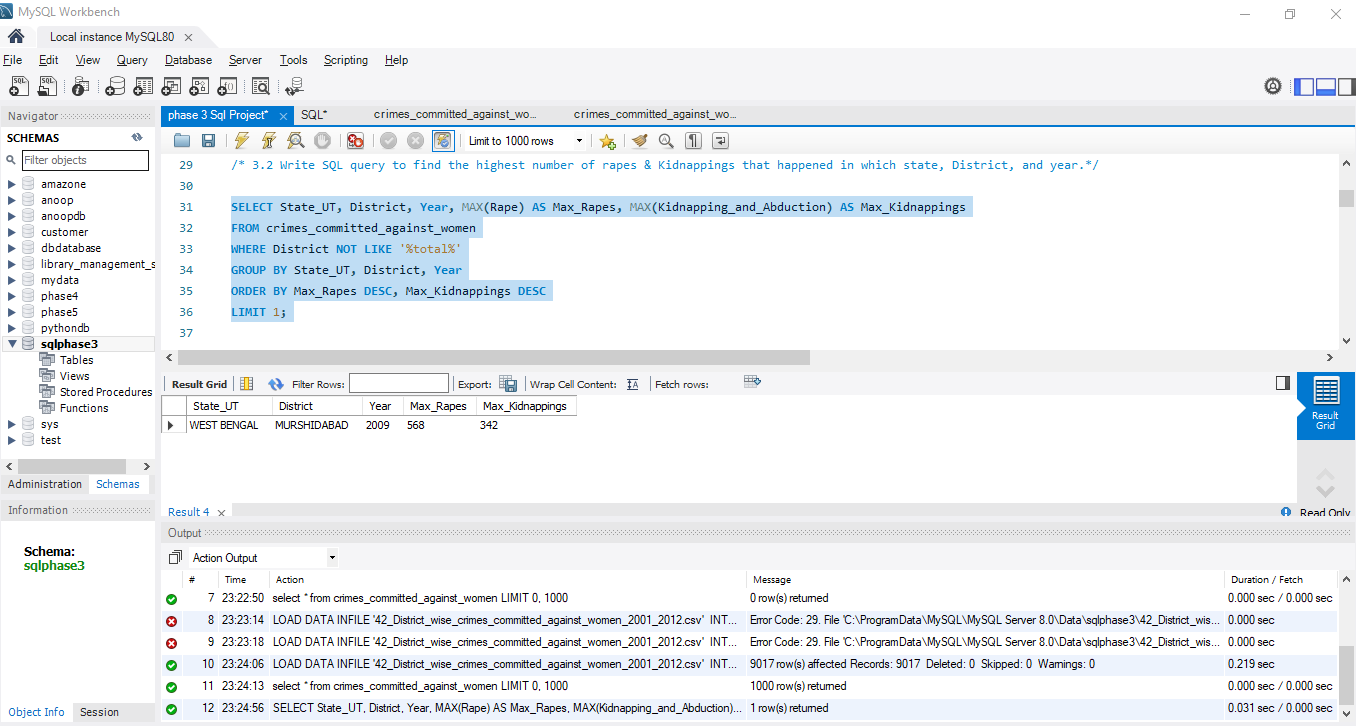 MySQL Workbench
Local instance MySQL80
File Edit View Query Database Server Tools Scripting Help
Navigator
SCHEMAS
Filter objects
amazone
anoop
anoopdb
customer
dbdatabase
library_management_s
mydata
phase4
phase5
pythondb
sqlphase3
Tables
Views
Stored Procedures
Functions
sys
test
Administration Schemas
Information
Schema:
sqlphase3
Object Info Session
phase 3 Sql Project* SQL* crimes_committed_against_wo... crimes_committed_against_wo...
Limit to 1000 rows
29 /* 3.2 Write SQL query to find the highest number of rapes & Kidnappings that happened in which state, District, and year.*/
30
31 SELECT State_UT, District, Year, MAX(Rape) AS Max_Rapes, MAX(Kidnapping_and_Abduction) AS Max_Kidnappings
32 FROM crimes_committed_against_women
33 WHERE District NOT LIKE '%total%'
34 GROUP BY State_UT, District, Year
35 ORDER BY Max_Rapes DESC, Max_Kidnappings DESC
36 LIMIT 1;
37
Result Grid Filter Rows: Export: Wrap Cell Content: Fetch rows:
State_UT District Year Max_Rapes Max_Kidnappings
WEST BENGAL MURSHIDABAD 2009 568 342
Result Grid
Result 4
Read Only
Output
Action Output
# Time Action Message Duration / Fetch
7 23:22:50 select * from crimes_committed_against_women LIMIT 0, 1000 0 row(s) returned 0.000 sec / 0.000 sec
8 23:23:14 LOAD DATA INFILE '42_District_wise_crimes_committed_against_women_2001_2012.csv' INT... Error Code: 29. File 'C:\ProgramData\MySQL\MySQL Server 8.0\Data\sqlphase3\42_District_wis... 0.000 sec
9 23:23:18 LOAD DATA INFILE '42_District_wise_crimes_committed_against_women_2001_2012.csv' INT... Error Code: 29. File 'C:\ProgramData\MySQL\MySQL Server 8.0\Data\sqlphase3\42_District_wis... 0.000 sec
10 23:24:06 LOAD DATA INFILE '42_District_wise_crimes_committed_against_women_2001_2012.csv' INT... 9017 row(s) affected Records: 9017 Deleted: 0 Skipped: 0 Warnings: 0 0.219 sec
11 23:24:13 select * from crimes_committed_against_women LIMIT 0, 1000 1000 row(s) returned 0.000 sec / 0.000 sec
12 23:24:56 SELECT State_UT, District, Year, MAX(Rape) AS Max_Rapes, MAX(Kidnapping_and_Abduction)... 1 row(s) returned 0.031 sec / 0.000 sec